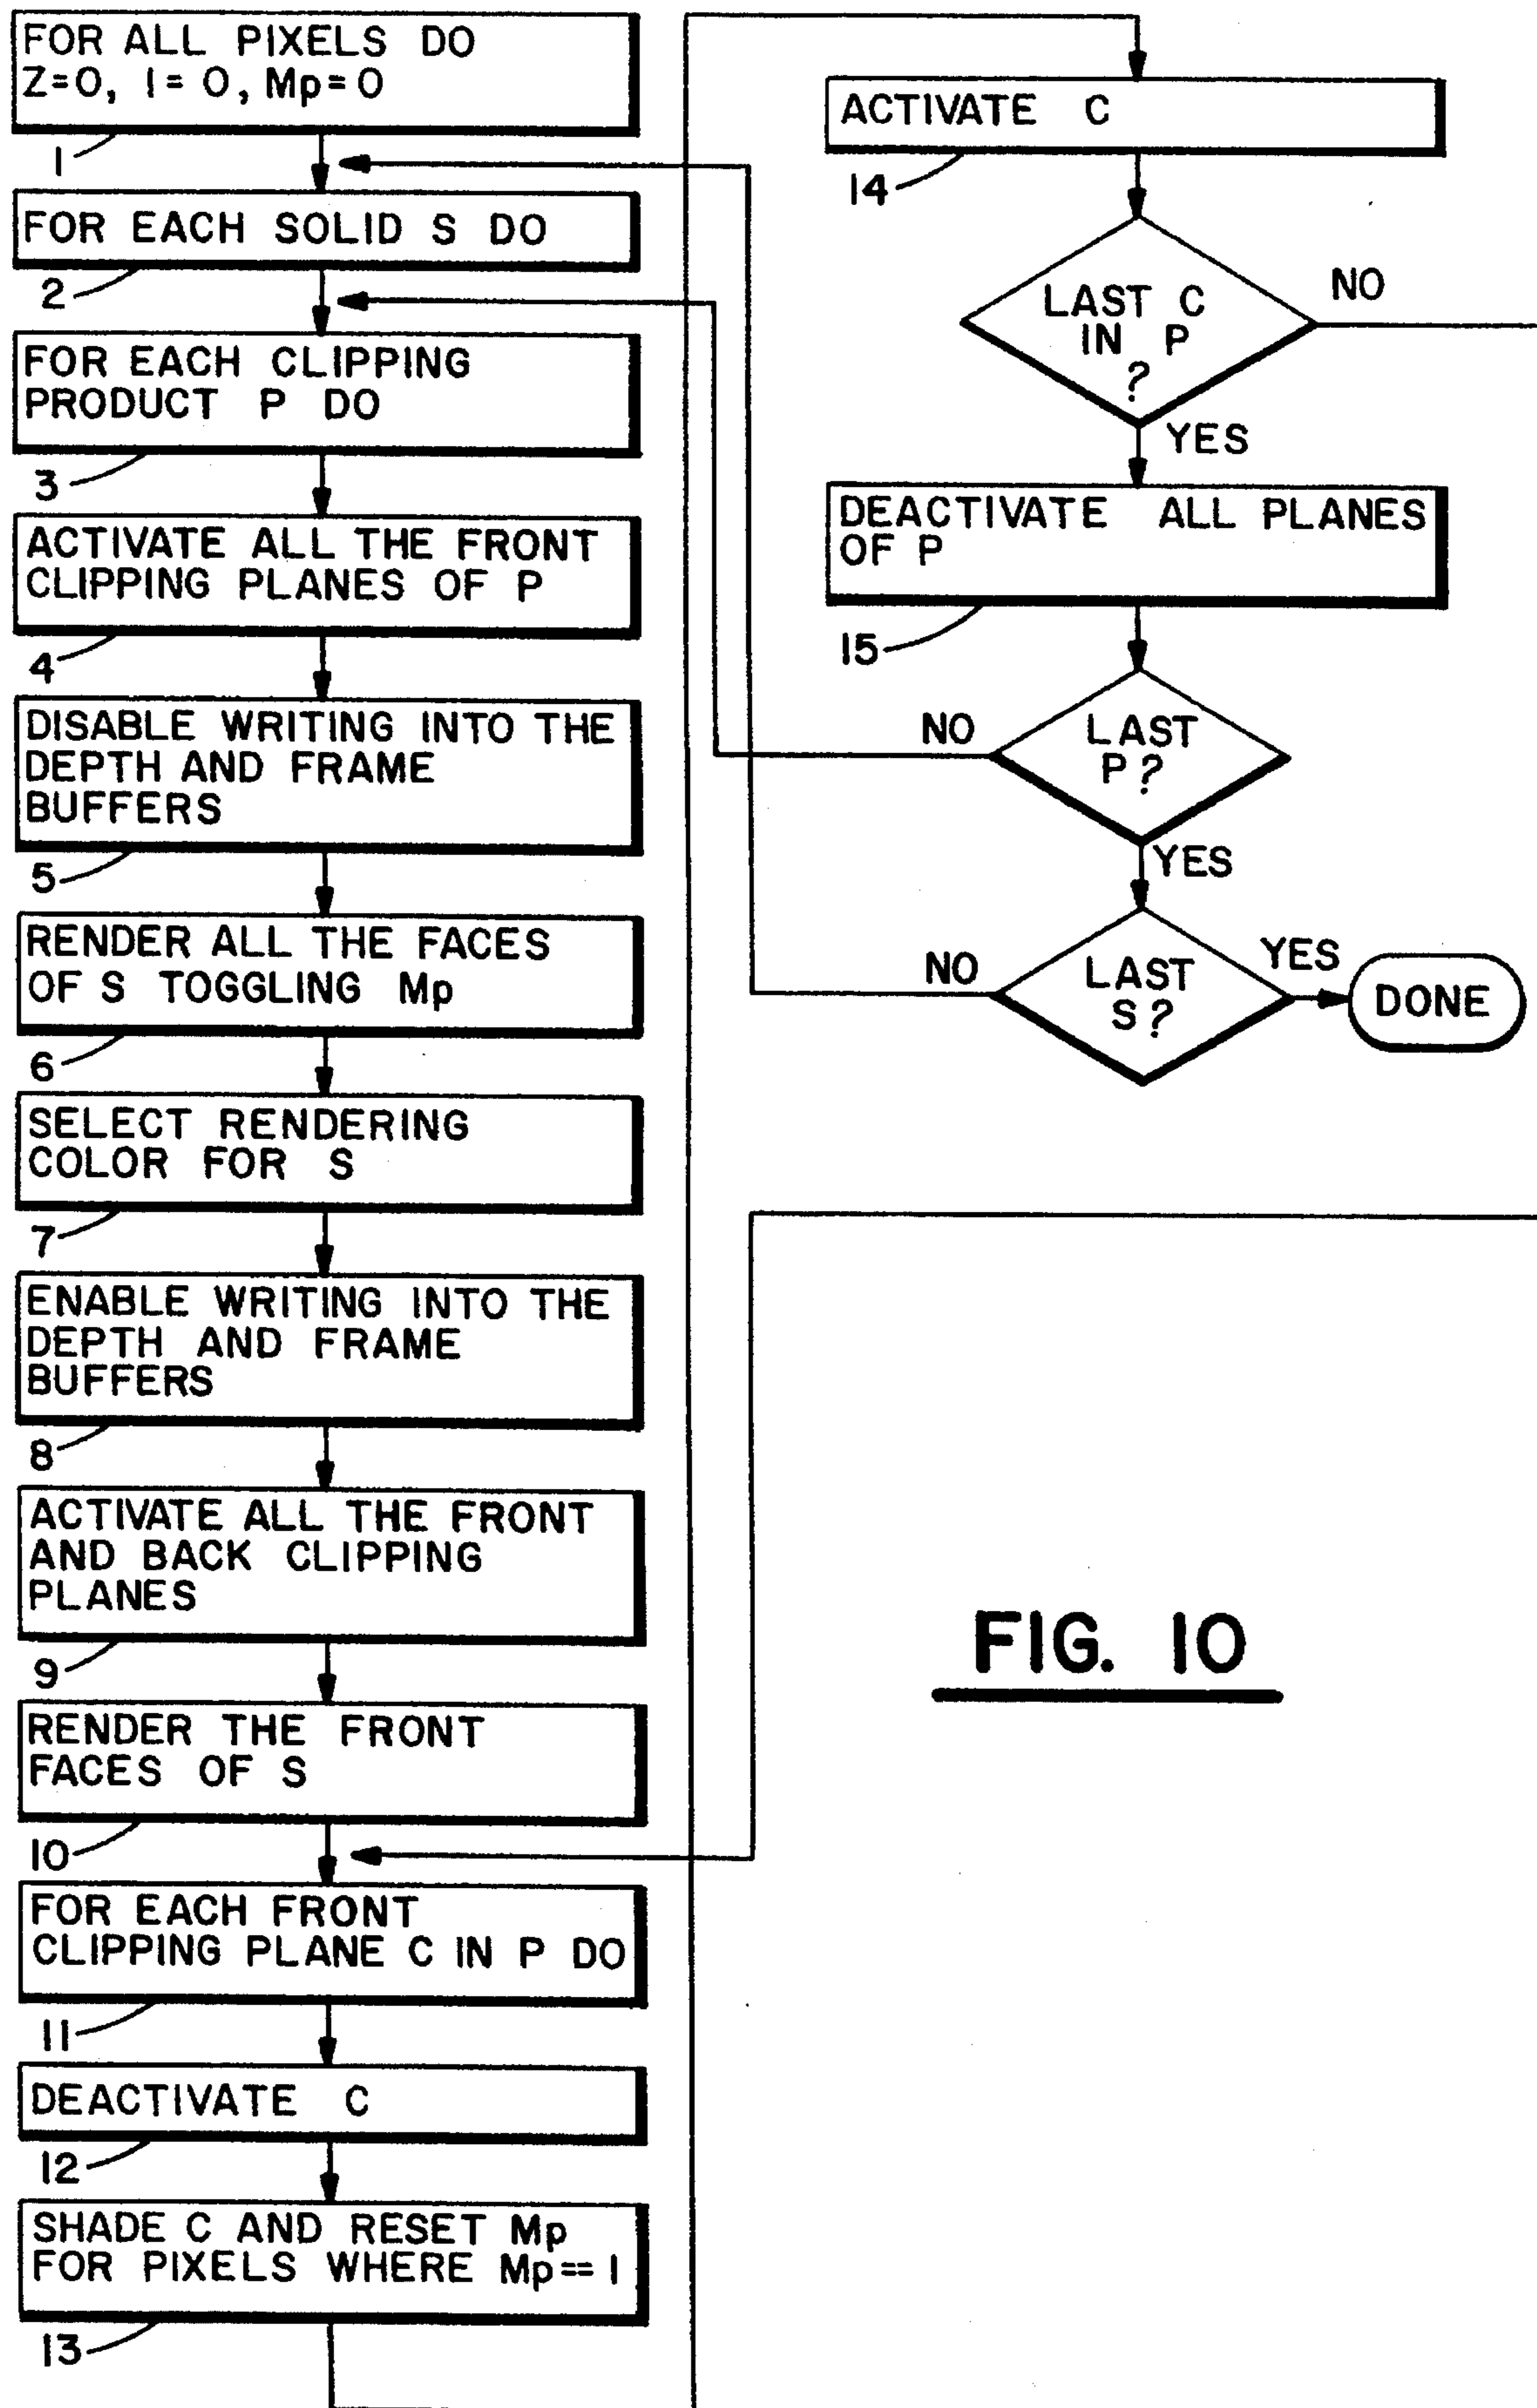 FOR ALL PIXELS DO
Z=0, I=0, Mp=0
1
FOR EACH SOLID S DO
2
FOR EACH CLIPPING
PRODUCT P DO
3
ACTIVATE ALL THE FRONT
CLIPPING PLANES OF P
4
DISABLE WRITING INTO THE
DEPTH AND FRAME
BUFFERS
5
RENDER ALL THE FACES
OF S TOGGLING Mp
6
SELECT RENDERING
COLOR FOR S
7
ENABLE WRITING INTO THE
DEPTH AND FRAME
BUFFERS
8
ACTIVATE ALL THE FRONT
AND BACK CLIPPING
PLANES
9
RENDER THE FRONT
FACES OF S
10
FOR EACH FRONT
CLIPPING PLANE C IN P DO
11
DEACTIVATE C
12
SHADE C AND RESET Mp
FOR PIXELS WHERE Mp==1
13
ACTIVATE C
14
LAST C
IN P
?
NO
YES
DEACTIVATE ALL PLANES
OF P
15
LAST
P?
NO
YES
LAST
S?
NO
YES
DONE
FIG. 10